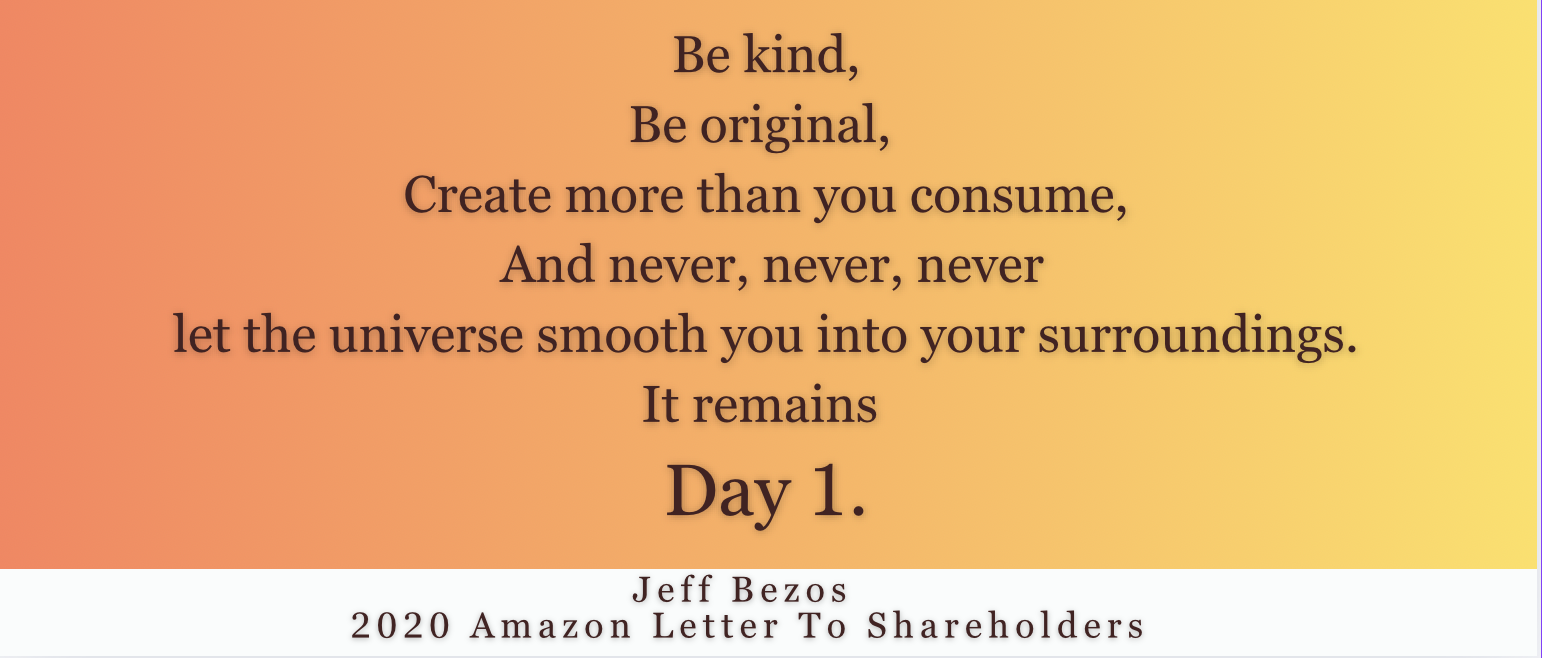 Be kind,
Be original,
Create more than you consume,
And never, never, never
let the universe smooth you into your surroundings.
It remains
Day 1.
Jeff Bezos
2020 Amazon Letter To Shareholders